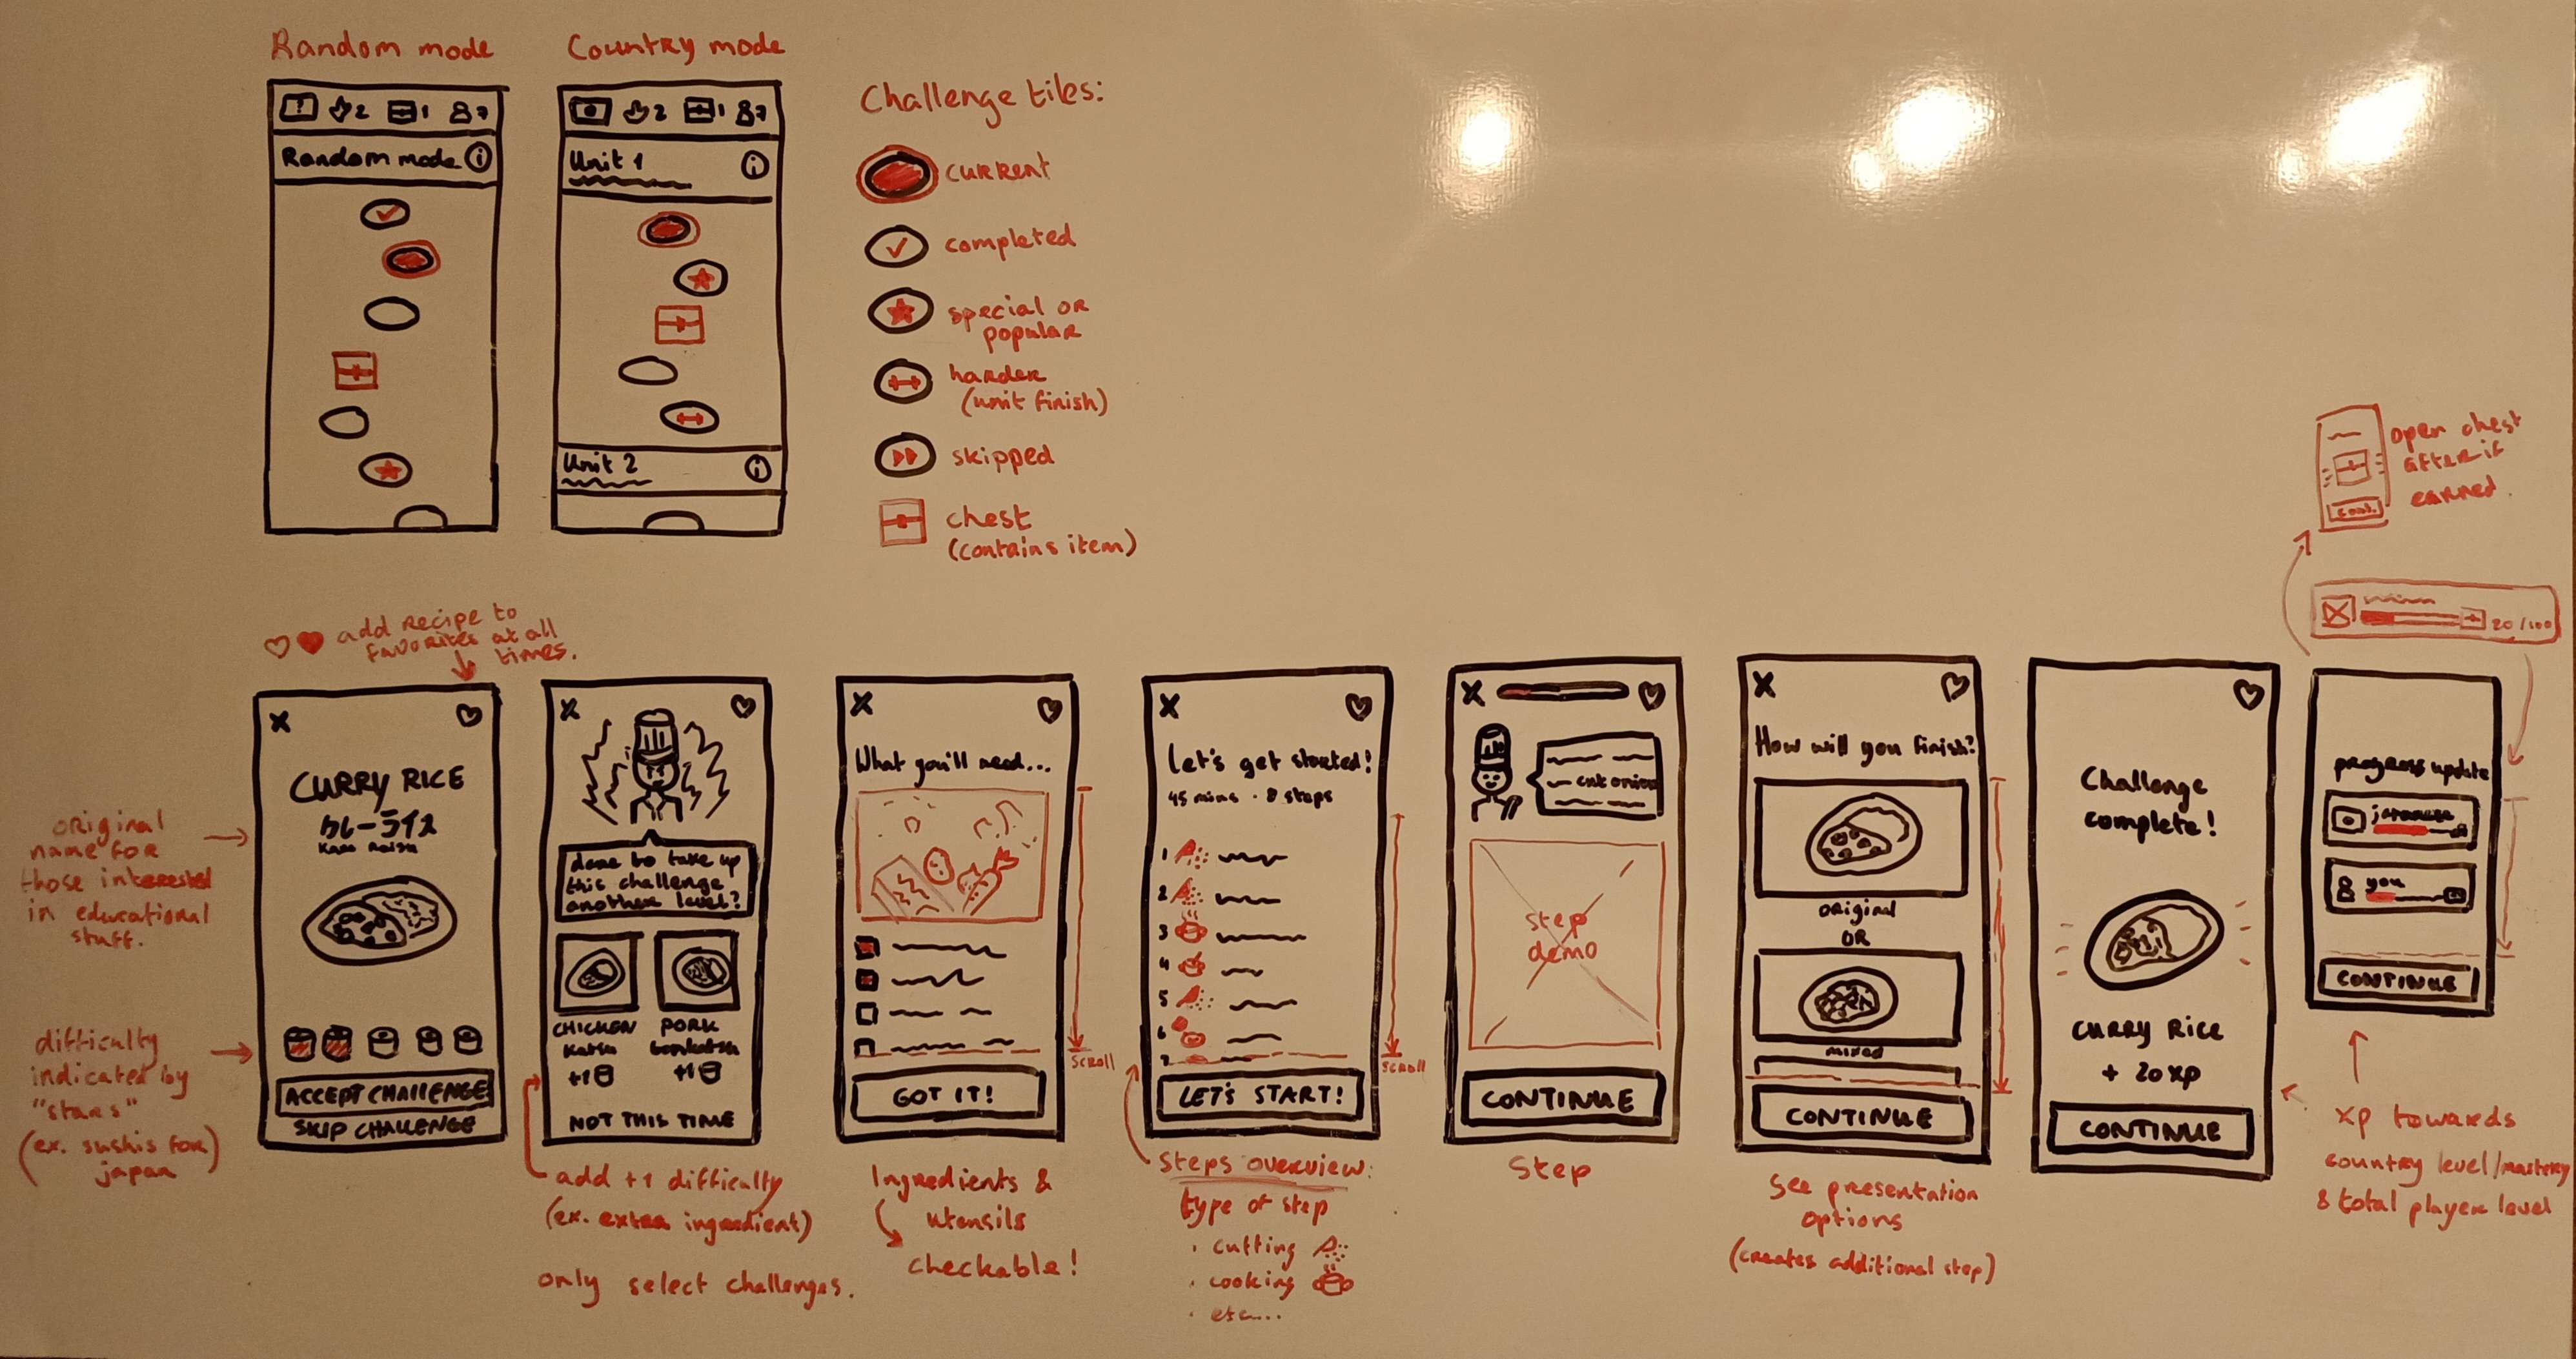 Random mode
Country mode
! 2 1 7
2 1 7
Random mode i
Unit 1 i
Unit 2 i
Challenge tiles:
current
completed
special or
popular
harder
(unit finish)
skipped
chest
(contains item)
open chest
after if
earned.
cont.
20/100
add recipe to
favorites at all
times.
original
name for
those interested
in educational
stuff.
difficulty
indicated by
"stars"
(ex. sushis for
japan)
X
CURRY RICE
カレーライス
ACCEPT CHALLENGE
SKIP CHALLENGE
X
dare to take up
this challenge
another level?
CHICKEN
katsu
+1
PORK
tonkatsu
+1
NOT THIS TIME
add +1 difficulty
(ex. extra ingredient)
only select challenges.
X
What you'll need...
SCROLL
GOT IT!
Ingredients &
utensils
checkable!
X
Let's get started!
45 mins · 8 steps
1
2
3
4
5
6
7
SCROLL
LET's START!
steps overview:
type of step
· cutting
· cooking
· etc...
X
cut onion
step
demo
CONTINUE
Step
X
How will you finish?
original
OR
mixed
CONTINUE
See presentation
options
(creates additional step)
Challenge
complete!
CURRY RICE
+ 20 xp
CONTINUE
progress update
japanese
you
CONTINUE
xp towards
country level/mastery
& total player level